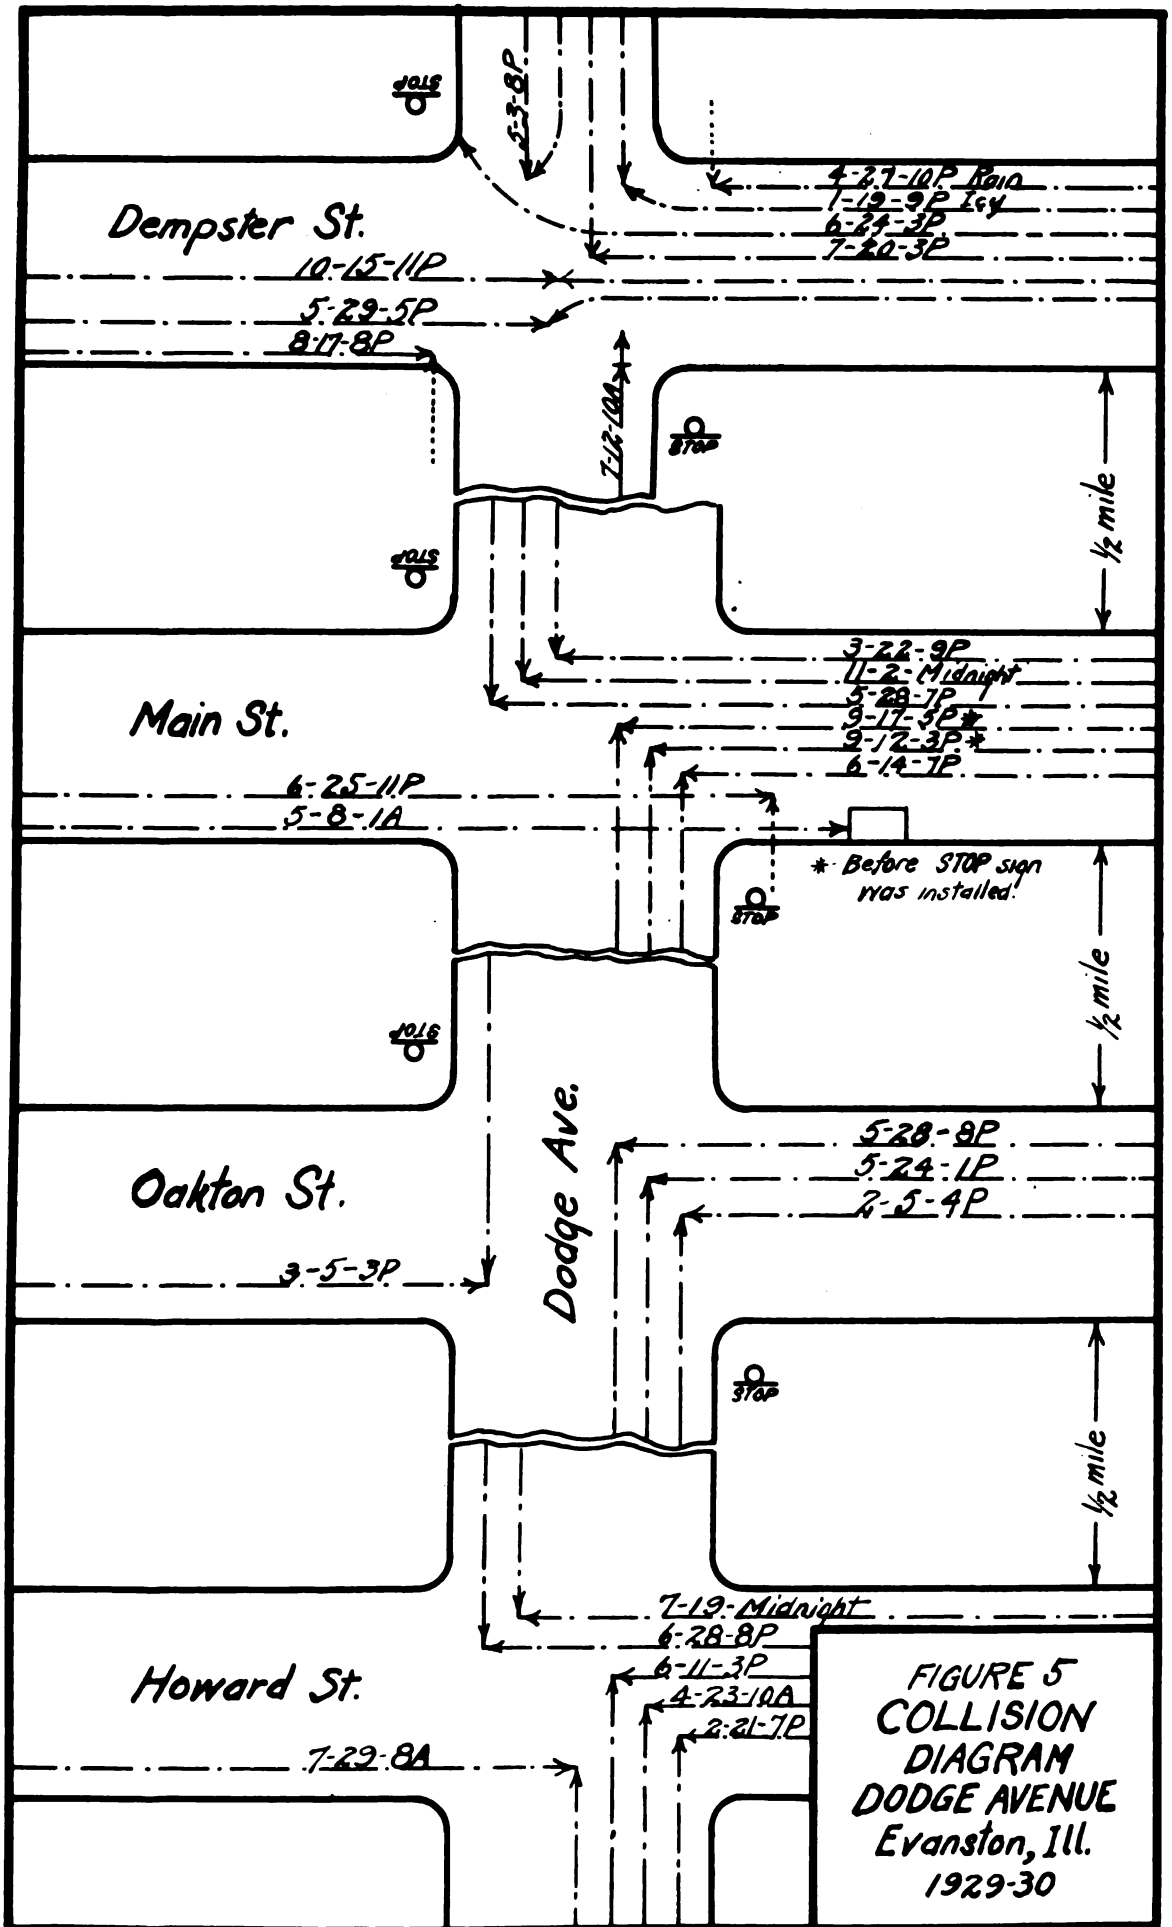 STOP
5-3-8P
4-27-10P Rain
1-19-9P Icy
6-24-3P
7-20-3P
Dempster St.
10-15-11P
5-29-5P
8-17-8P
7-12-10A
STOP
1/2 mile
STOP
3-22-9P
11-2-Midnight
5-28-7P
9-17-5P*
9-12-3P*
6-14-7P
Main St.
6-25-11P
5-8-1A
* Before STOP sign
was installed.
STOP
1/2 mile
STOP
Dodge Ave.
5-28-8P
5-24-1P
2-5-4P
Oakton St.
3-5-3P
STOP
1/2 mile
7-19-Midnight
6-28-8P
6-11-3P
4-23-10A
2-21-7P
Howard St.
7-29-8A
FIGURE 5
COLLISION
DIAGRAM
DODGE AVENUE
Evanston, Ill.
1929-30